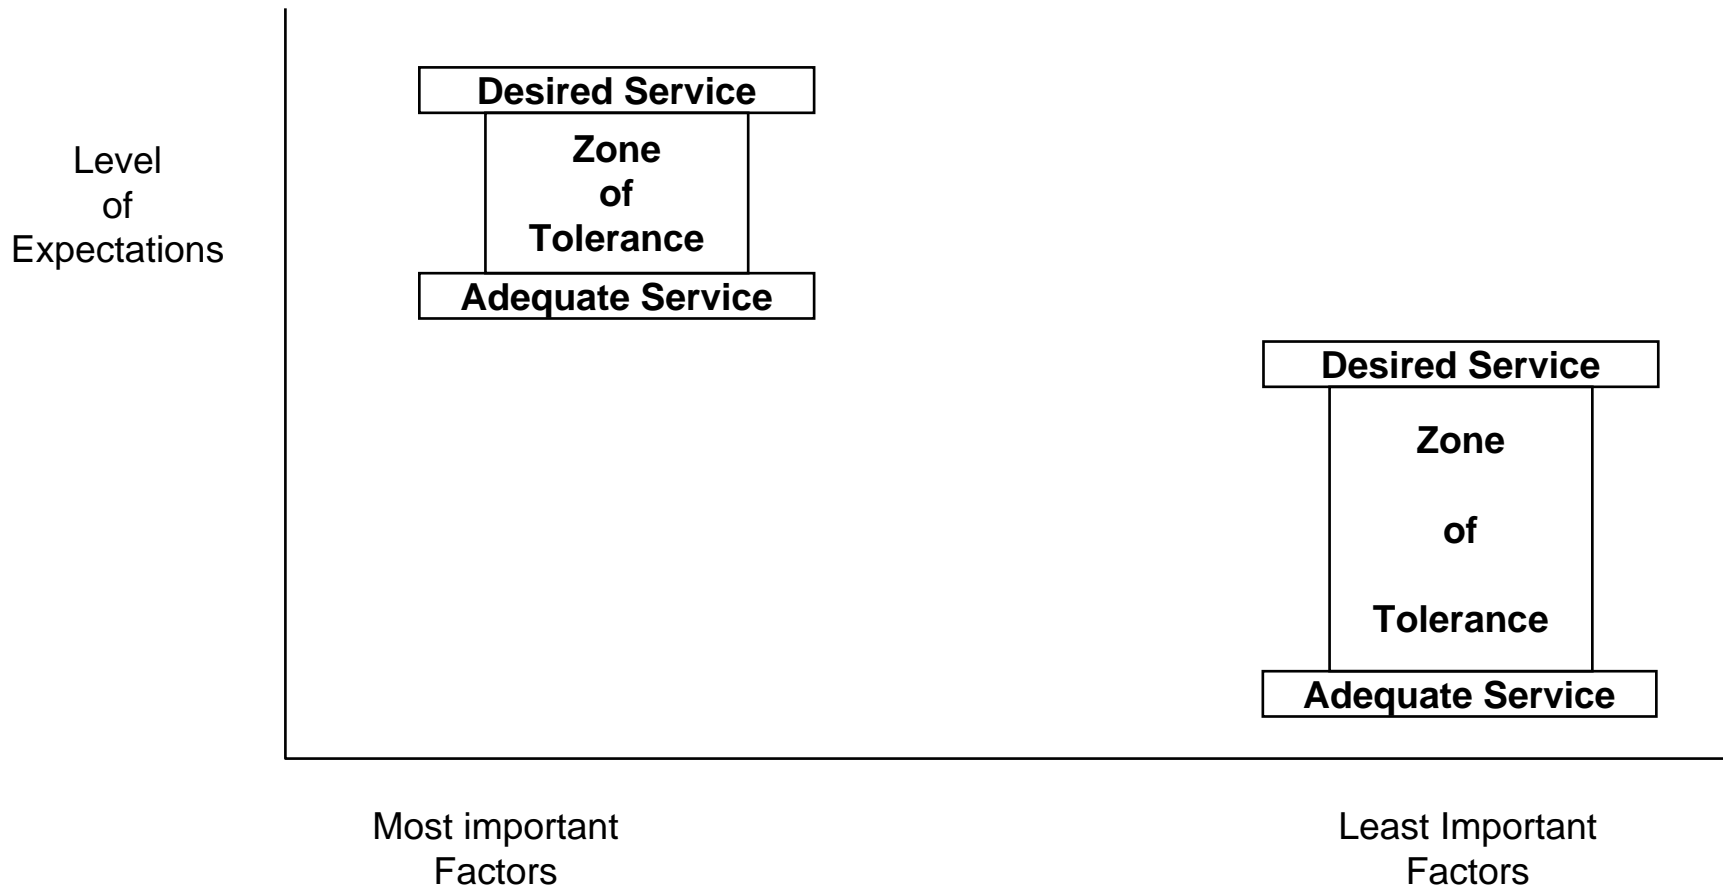 Desired Service
Zone
of
Tolerance
Adequate Service
Level
of
Expectations
Desired Service
Zone
of
Tolerance
Adequate Service
Most important
Factors
Least Important
Factors